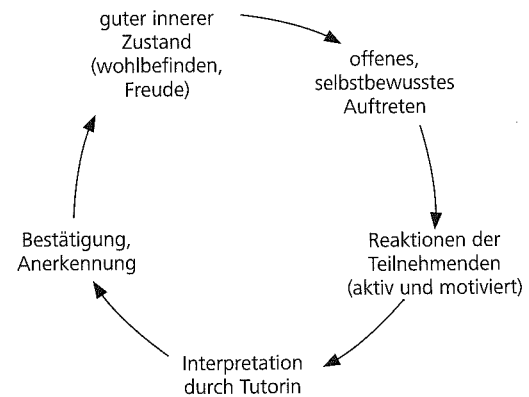 guter innerer
Zustand
(wohlbefinden,
Freude)
offenes,
selbstbewusstes
Auftreten
Reaktionen der
Teilnehmenden
(aktiv und motiviert)
Interpretation
durch Tutorin
Bestätigung,
Anerkennung